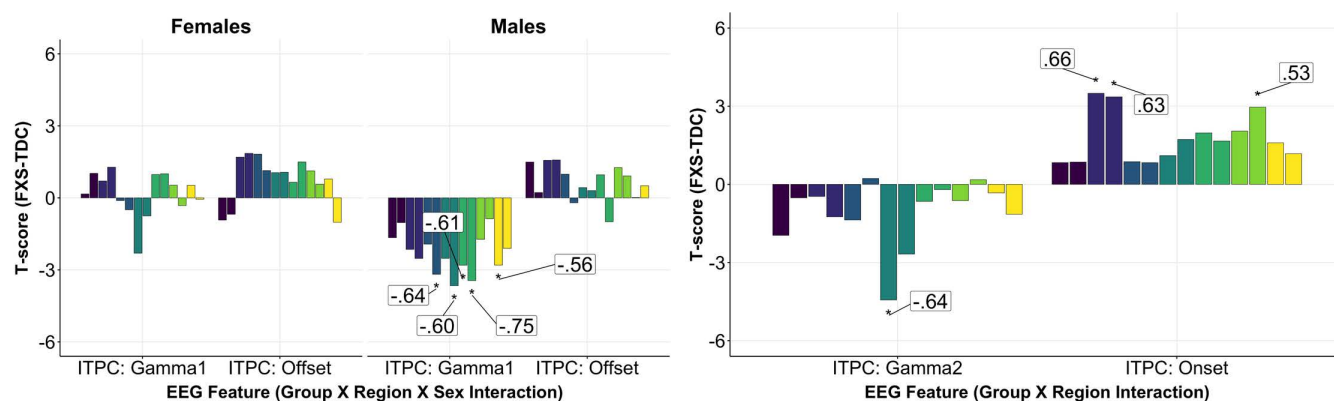 Females
Males
T-score (FXS-TDC)
6
3
0
-3
-6
-.61
-.64
-.60
-.75
-.56
*
*
*
*
*
ITPC: Gamma1
ITPC: Offset
ITPC: Gamma1
ITPC: Offset
EEG Feature (Group X Region X Sex Interaction)
T-score (FXS-TDC)
6
3
0
-3
-6
.66
.63
.53
*
*
*
-.64
*
ITPC: Gamma2
ITPC: Onset
EEG Feature (Group X Region Interaction)